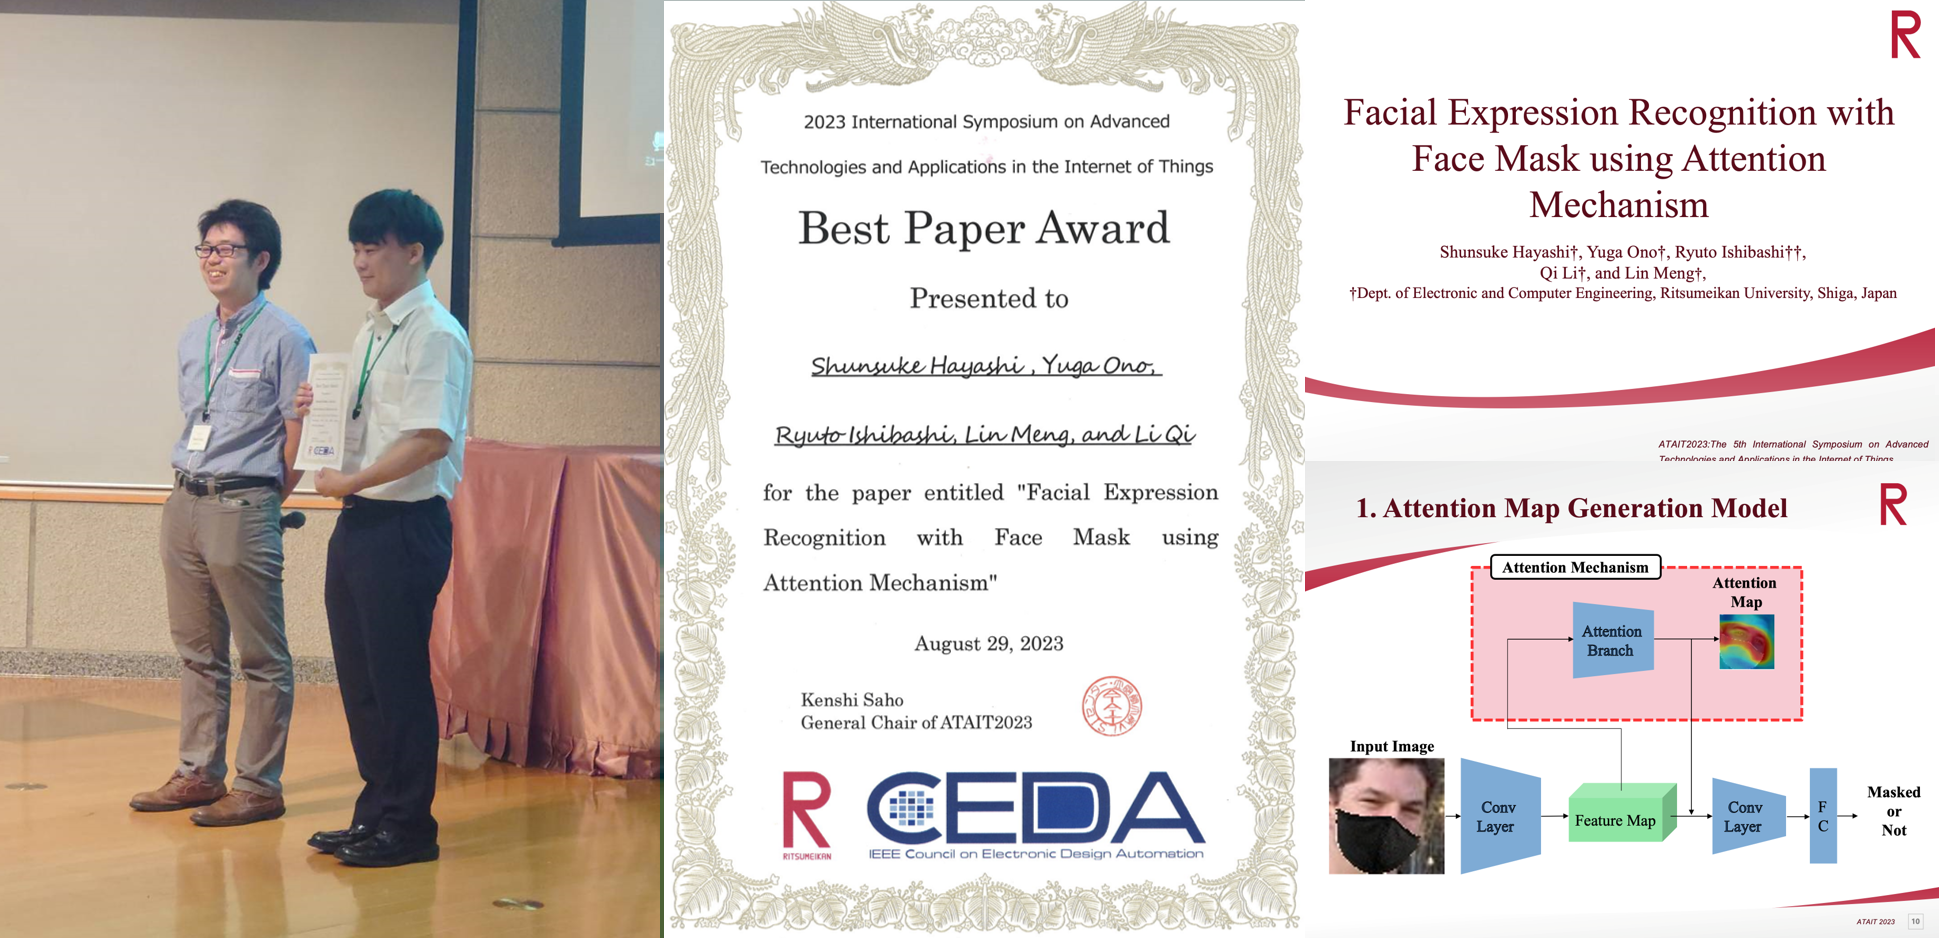 CEDA
2023 International Symposium on Advanced
Technologies and Applications in the Internet of Things
Best Paper Award
Presented to
Shunsuke Hayashi , Yuga Ono,
Ryuto Ishibashi, Lin Meng, and Li Qi
for the paper entitled "Facial Expression
Recognition with Face Mask using
Attention Mechanism"
August 29, 2023
Kenshi Saho
General Chair of ATAIT2023
R
RITSUMEIKAN
CEDA
IEEE Council on Electronic Design Automation
R
Facial Expression Recognition with
Face Mask using Attention
Mechanism
Shunsuke Hayashi†, Yuga Ono†, Ryuto Ishibashi††,
Qi Li†, and Lin Meng†,
†Dept. of Electronic and Computer Engineering, Ritsumeikan University, Shiga, Japan
ATAIT2023:The 5th International Symposium on Advanced
Technologies and Applications in the Internet of Things
1. Attention Map Generation Model
R
Attention Mechanism
Attention
Map
Attention
Branch
Input Image
Conv
Layer
Feature Map
Conv
Layer
F
C
Masked
or
Not
ATAIT 2023
10